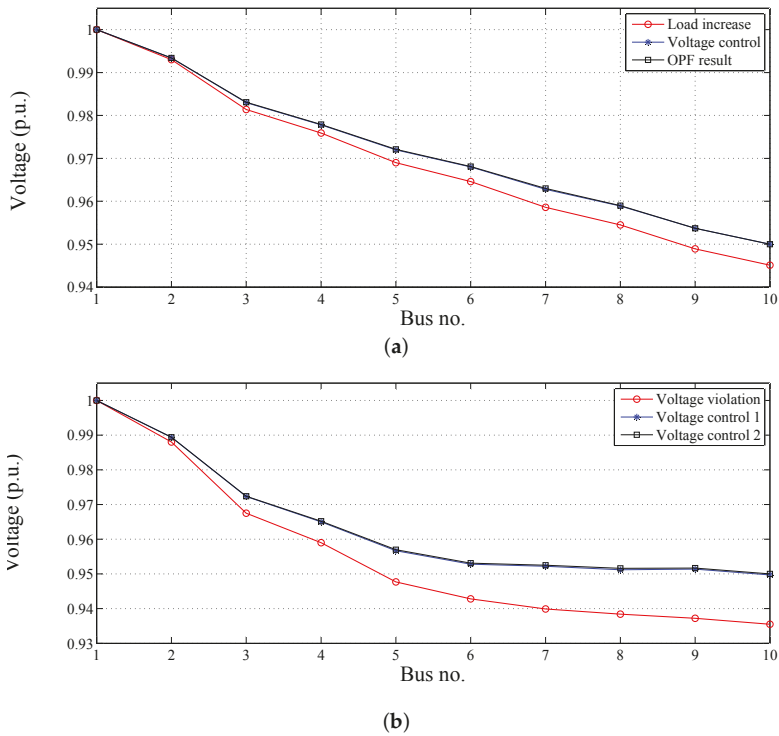 1
0.99
0.98
0.97
0.96
0.95
0.94
Voltage (p.u.)
Load increase
Voltage control
OPF result
1 2 3 4 5 6 7 8 9 10
Bus no.
(a)
1
0.99
0.98
0.97
0.96
0.95
0.94
0.93
Voltage (p.u.)
Voltage violation
Voltage control 1
Voltage control 2
1 2 3 4 5 6 7 8 9 10
Bus no.
(b)